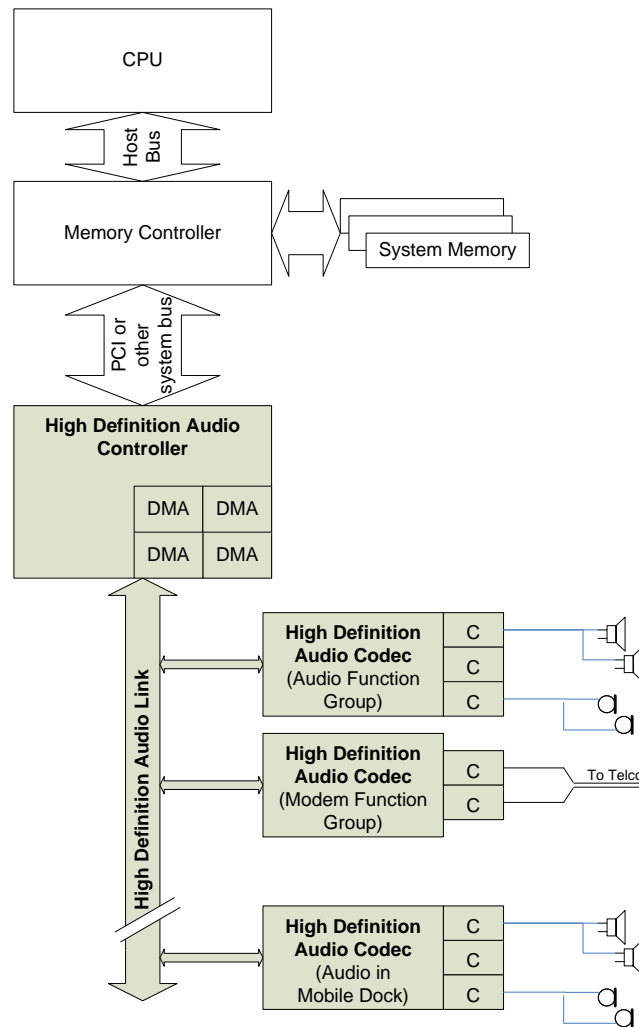 CPU
Host
Bus
Memory Controller
System Memory
PCI or
other
system bus
High Definition Audio
Controller
DMA
DMA
DMA
DMA
High Definition Audio Link
High Definition
Audio Codec
(Audio Function
Group)
C
C
C
High Definition
Audio Codec
(Modem Function
Group)
C
C
To Telco
High Definition
Audio Codec
(Audio in
Mobile Dock)
C
C
C